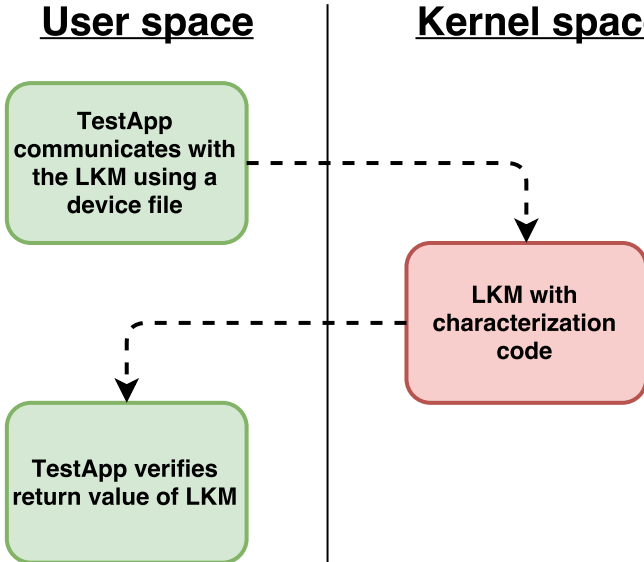 User space
Kernel spac
TestApp
communicates with
the LKM using a
device file
LKM with
characterization
code
TestApp verifies
return value of LKM